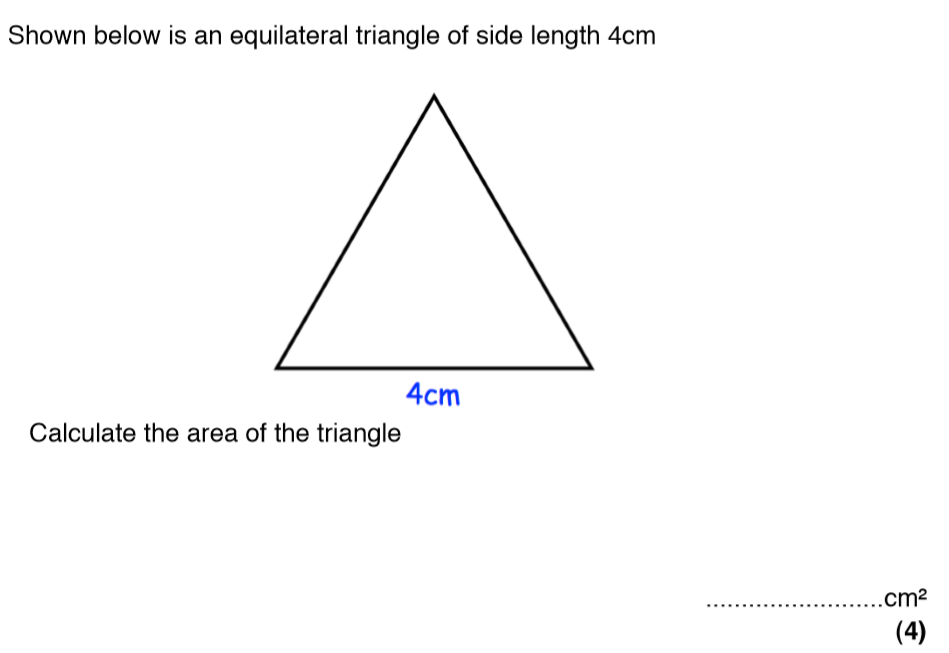 Shown below is an equilateral triangle of side length 4cm
4cm
Calculate the area of the triangle
..........................cm²
(4)